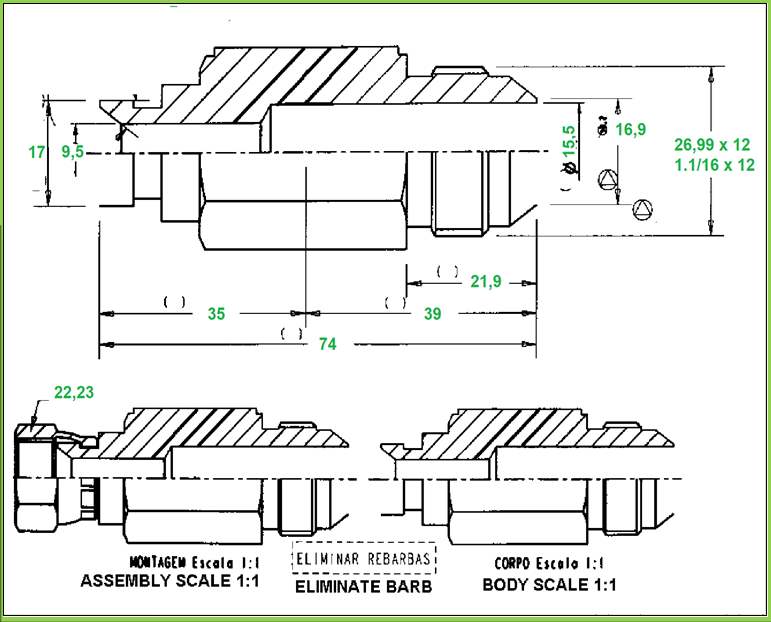 17
9,5
15,5
16,9
26,99 x 12
1.1/16 x 12
( )
21,9
( )
35
( )
39
( )
74
22,23
MONTAGEM Escala 1:1
ASSEMBLY SCALE 1:1
ELIMINAR REBARBAS
ELIMINATE BARB
CORPO Escala 1:1
BODY SCALE 1:1